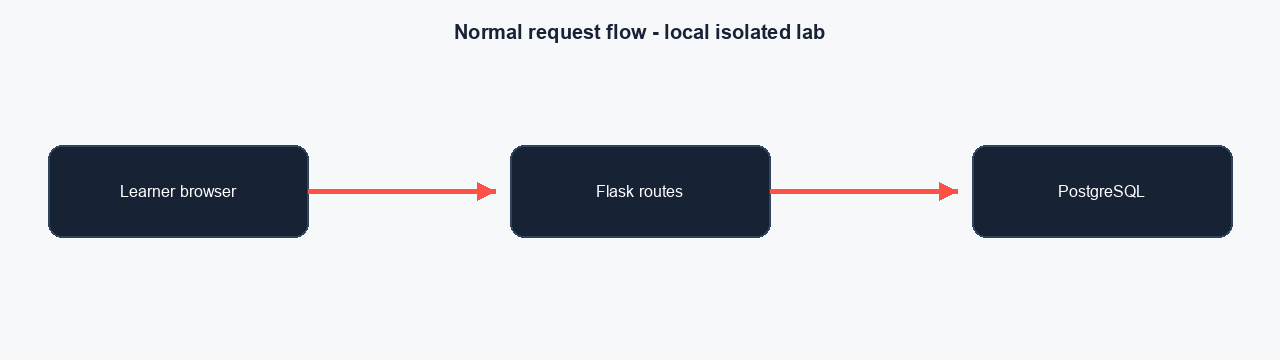 Normal request flow - local isolated lab
Learner browser
Flask routes
PostgreSQL